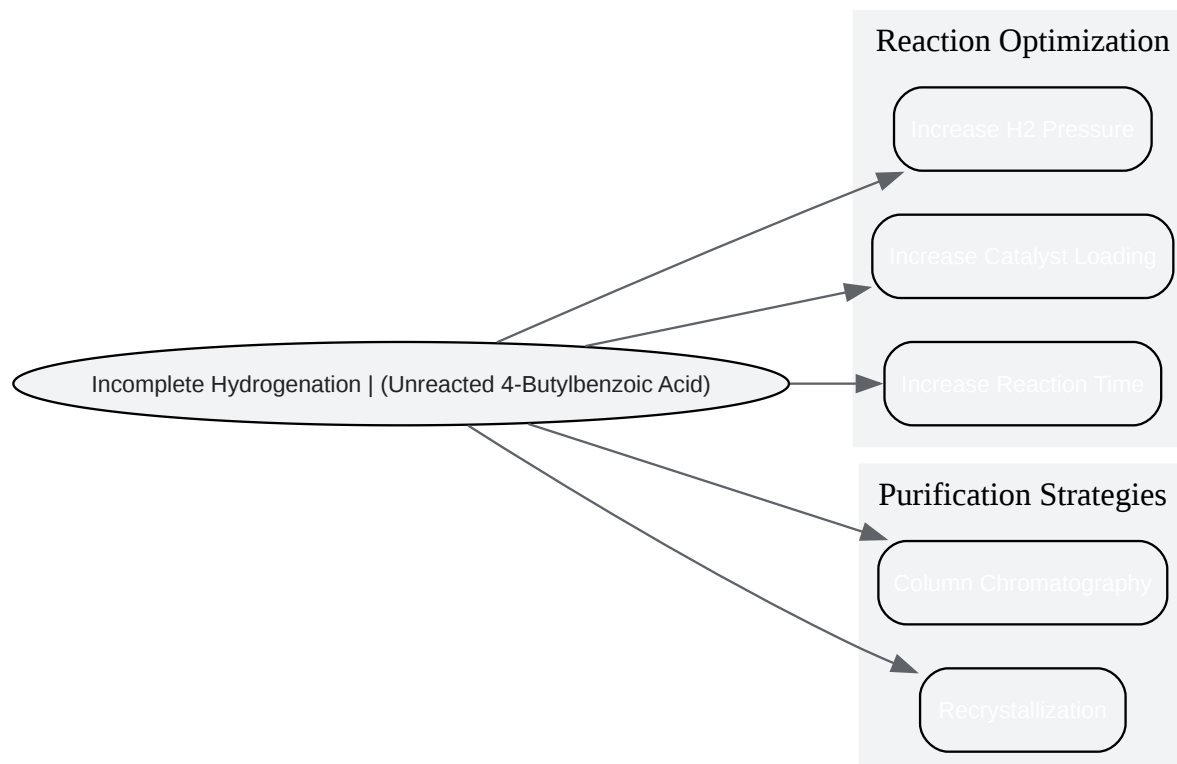 Reaction Optimization
Increase H2 Pressure
Increase Catalyst Loading
Increase Reaction Time
Incomplete Hydrogenation | (Unreacted 4-Butylbenzoic Acid)
Purification Strategies
Column Chromatography
Recrystallization